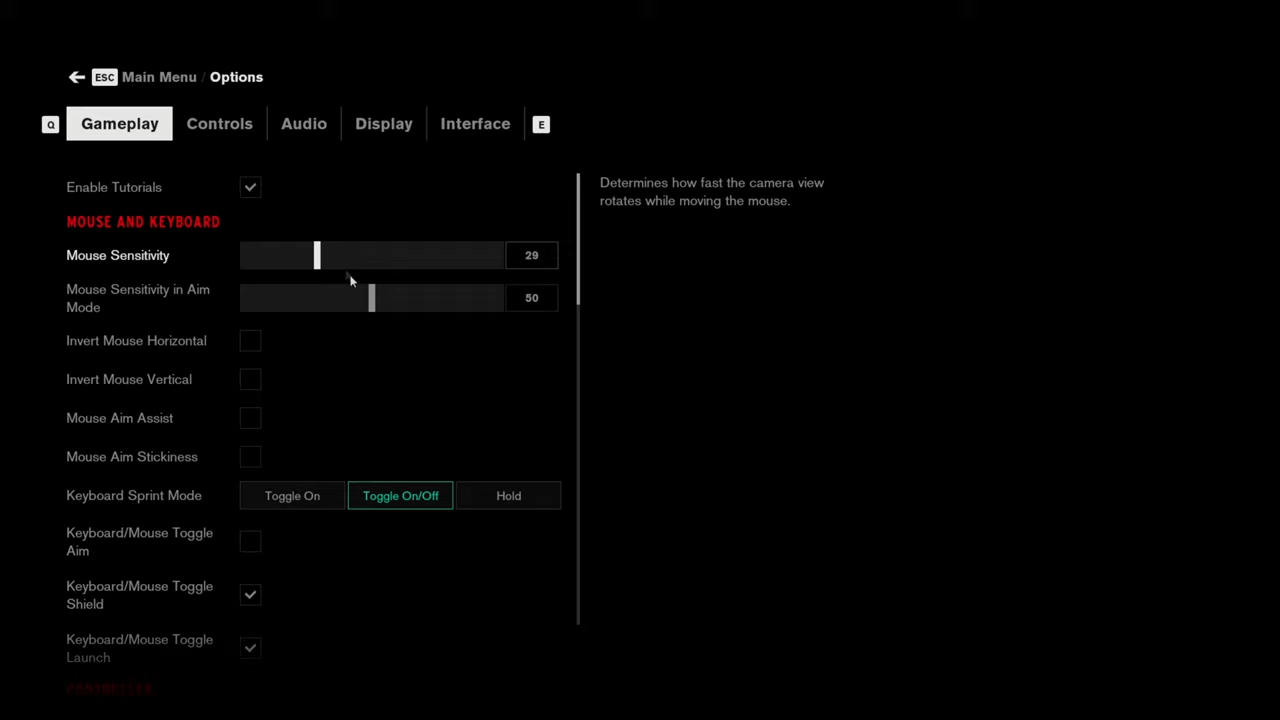 ESC Main Menu / Options
Q Gameplay Controls Audio Display Interface E
Enable Tutorials
Determines how fast the camera view
rotates while moving the mouse.
MOUSE AND KEYBOARD
Mouse Sensitivity 29
Mouse Sensitivity in Aim
Mode 50
Invert Mouse Horizontal
Invert Mouse Vertical
Mouse Aim Assist
Mouse Aim Stickiness
Keyboard Sprint Mode Toggle On Toggle On/Off Hold
Keyboard/Mouse Toggle
Aim
Keyboard/Mouse Toggle
Shield
Keyboard/Mouse Toggle
Launch
CONTROLLER